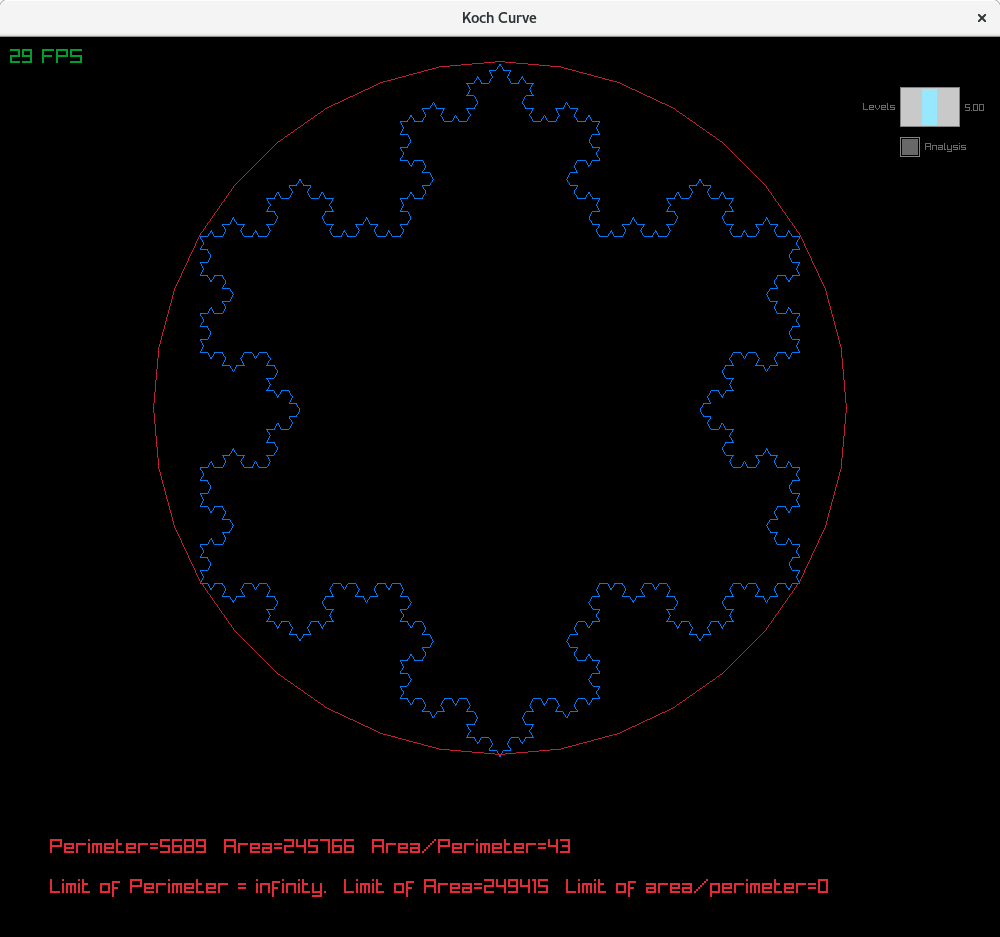 Koch Curve
29 FPS
Levels 5.00
Analysis
Perimeter=5689 Area=245766 Area/Perimeter=43
Limit of Perimeter = infinity. Limit of Area=249415 Limit of area/perimeter=0